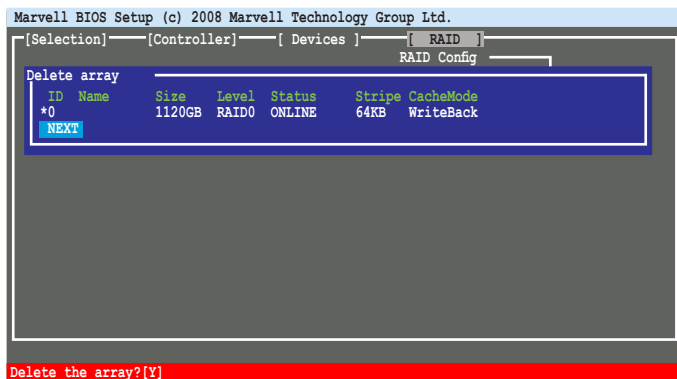 Marvell BIOS Setup (c) 2008 Marvell Technology Group Ltd.
[Selection] [Controller] [ Devices ] [ RAID ]
RAID Config
Delete array
ID Name Size Level Status Stripe CacheMode
*0 1120GB RAID0 ONLINE 64KB WriteBack
NEXT
Delete the array?[Y]